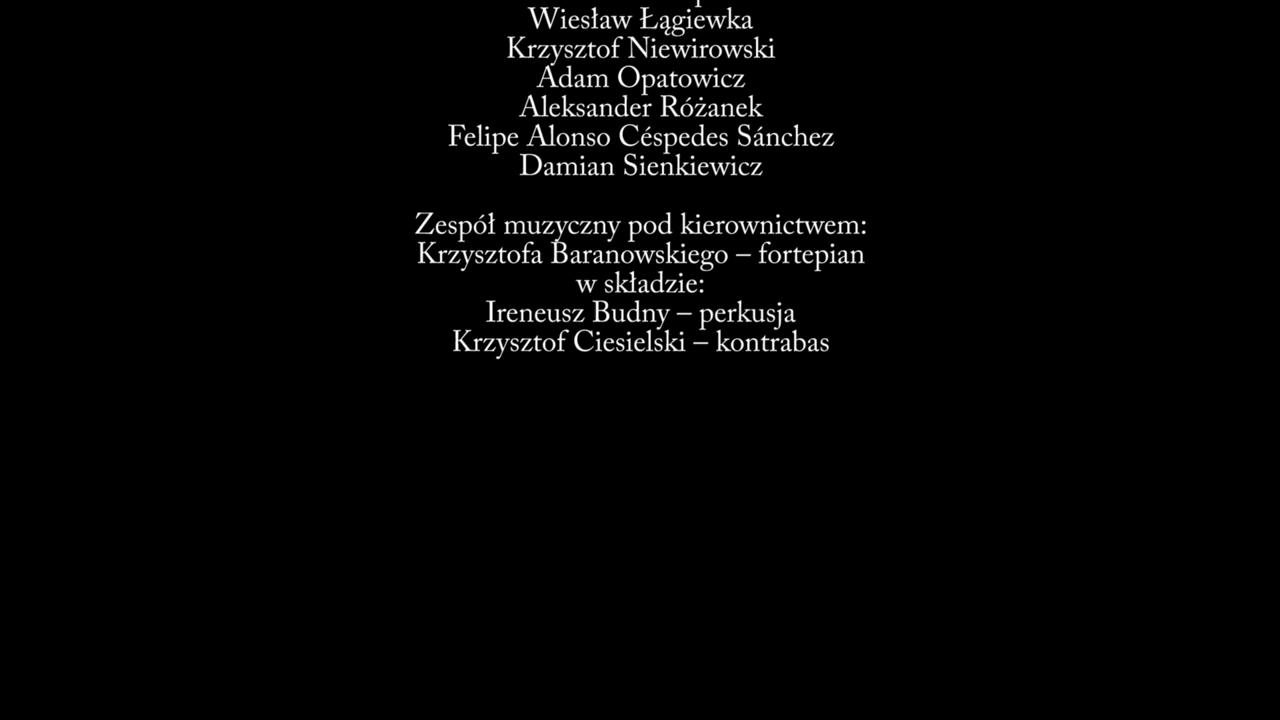 Wiesław Łągiewka
Krzysztof Niewirowski
Adam Opatowicz
Aleksander Różanek
Felipe Alonso Céspedes Sánchez
Damian Sienkiewicz
Zespół muzyczny pod kierownictwem:
Krzysztofa Baranowskiego – fortepian
w składzie:
Ireneusz Budny – perkusja
Krzysztof Ciesielski – kontrabas